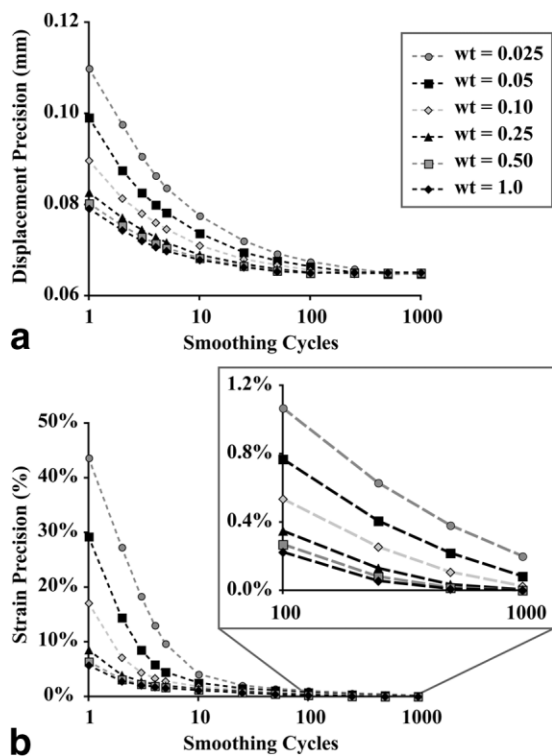 0.12
0.10
0.08
0.06
Displacement Precision (mm)
1
10
100
1000
Smoothing Cycles
a
wt = 0.025
wt = 0.05
wt = 0.10
wt = 0.25
wt = 0.50
wt = 1.0
50%
40%
30%
20%
10%
0%
Strain Precision (%)
1
10
100
1000
Smoothing Cycles
b
1.2%
0.8%
0.4%
0.0%
100
1000